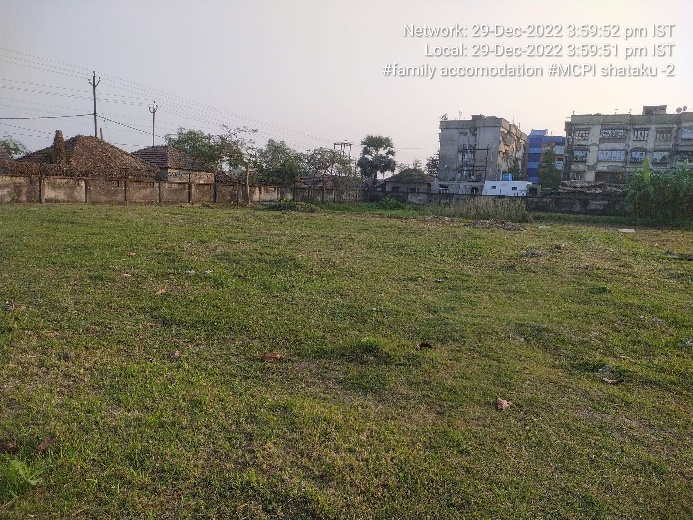 Network: 29-Dec-2022 3:59:52 pm IST
Local: 29-Dec-2022 3:59:51 pm IST
#family accomodation #MCPI shataku -2